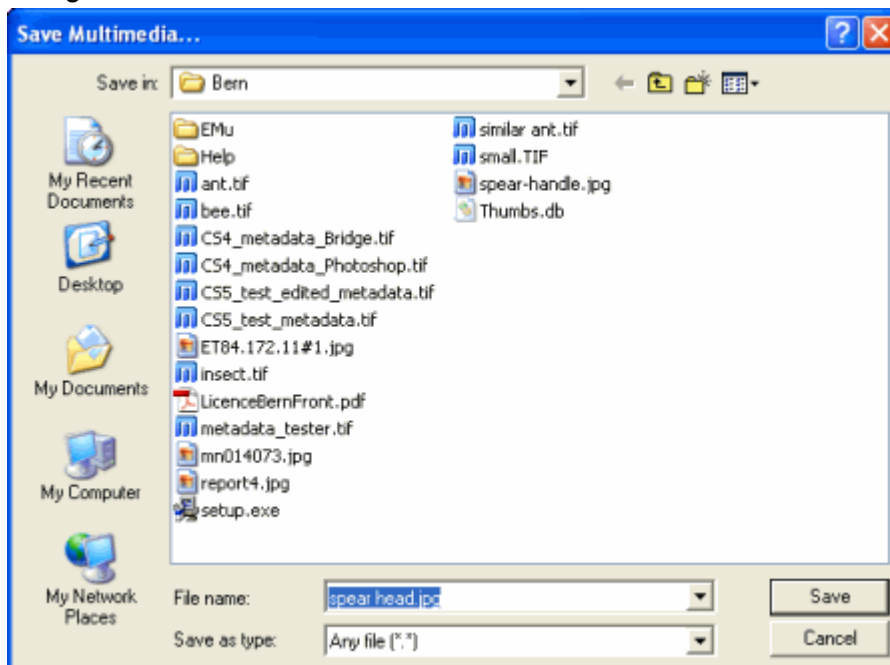 Save Multimedia...
Save in:
Bern
My Recent
Documents
Desktop
My Documents
My Computer
My Network
Places
EMu
Help
ant.tif
bee.tif
CS4_metadata_Bridge.tif
CS4_metadata_Photoshop.tif
CS5_test_edited_metadata.tif
CS5_test_metadata.tif
ET84.172.11#1.jpg
insect.tif
LicenceBernFront.pdf
metadata_tester.tif
mn014073.jpg
report4.jpg
setup.exe
similar ant.tif
small.TIF
spear-handle.jpg
Thumbs.db
File name:
spear head.jpg
Save
Save as type:
Any file (*.*)
Cancel